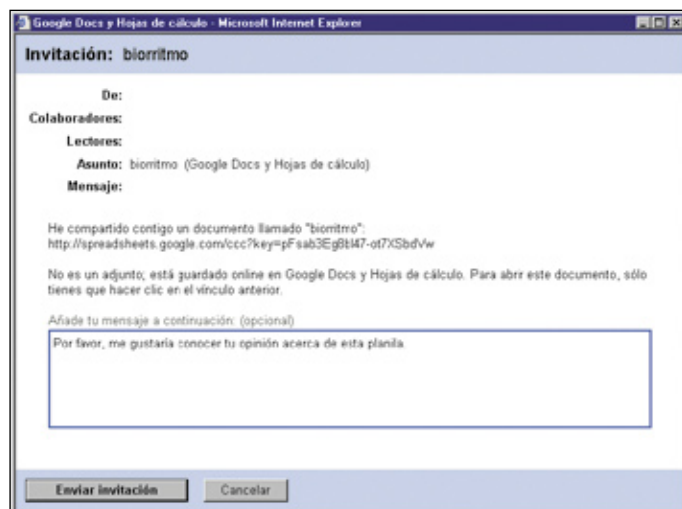 Google Docs y Hojas de cálculo - Microsoft Internet Explorer
Invitación: biorritmo
De:
Colaboradores:
Lectores:
Asunto: biorritmo (Google Docs y Hojas de cálculo)
Mensaje:
He compartido contigo un documento llamado "biorritmo":
http://spreadsheets.google.com/ccc?key=
No es un adjunto; está guardado online en Google Docs y Hojas de cálculo. Para abrir este documento, sólo
tienes que hacer clic en el vínculo anterior.
Añade tu mensaje a continuación: (opcional)
Por favor, me gustaría conocer tu opinión acerca de esta planila
Enviar invitación
Cancelar